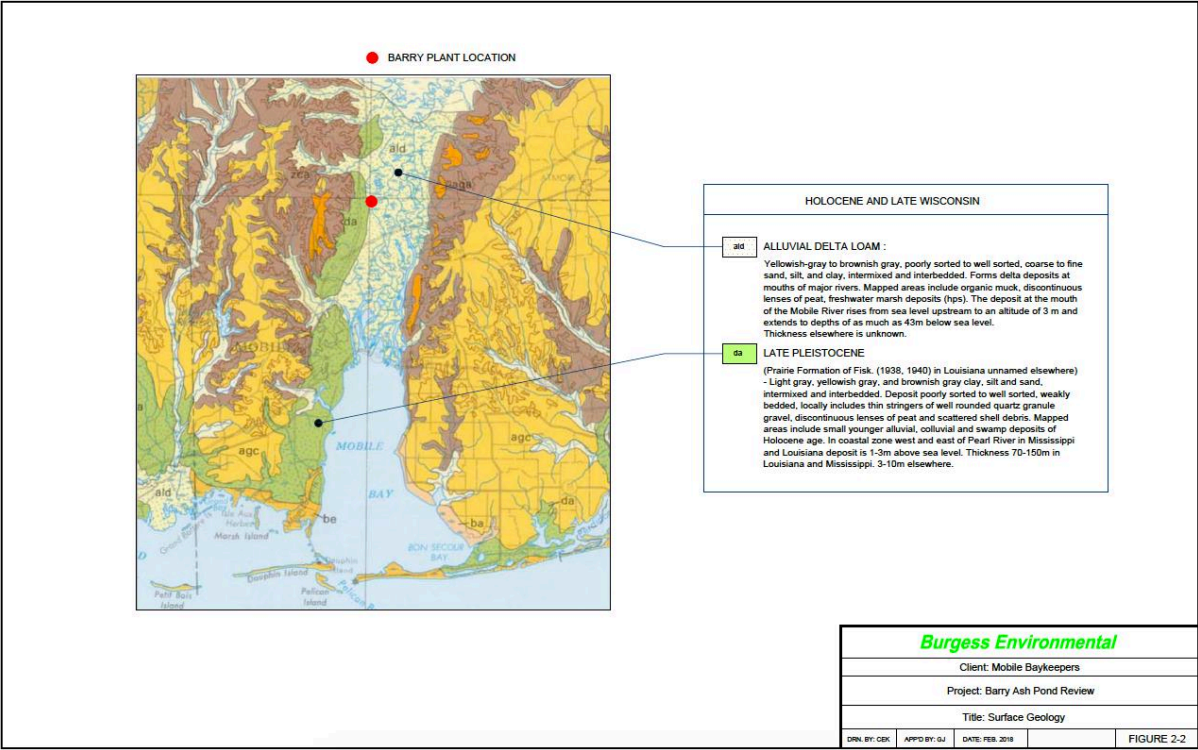 BARRY PLANT LOCATION
ald
zca
aga
ATMORE
da
MOBILE
agc
agc
ald
be
MOBILE
BAY
ba
da
BON SECOUR
BAY
Isle Aux
Herbes
Marsh Island
Dauphin Island
Dauphin
Island
Petit Bois
Island
Pelican
Island
HOLOCENE AND LATE WISCONSIN
ald ALLUVIAL DELTA LOAM :
Yellowish-gray to brownish gray, poorly sorted to well sorted, coarse to fine
sand, silt, and clay, intermixed and interbedded. Forms delta deposits at
mouths of major rivers. Mapped areas include organic muck, discontinuous
lenses of peat, freshwater marsh deposits (hps). The deposit at the mouth
of the Mobile River rises from sea level upstream to an altitude of 3 m and
extends to depths of as much as 43m below sea level.
Thickness elsewhere is unknown.
da LATE PLEISTOCENE
(Prairie Formation of Fisk. (1938, 1940) in Louisiana unnamed elsewhere)
- Light gray, yellowish gray, and brownish gray clay, silt and sand,
intermixed and interbedded. Deposit poorly sorted to well sorted, weakly
bedded, locally includes thin stringers of well rounded quartz granule
gravel, discontinuous lenses of peat and scattered shell debris. Mapped
areas include small younger alluvial, colluvial and swamp deposits of
Holocene age. In coastal zone west and east of Pearl River in Mississippi
and Louisiana deposit is 1-3m above sea level. Thickness 70-150m in
Louisiana and Mississippi. 3-10m elsewhere.
Burgess Environmental
Client: Mobile Baykeepers
Project: Barry Ash Pond Review
Title: Surface Geology
DRN. BY: CEK APP'D BY: GJ DATE: FEB. 2018 FIGURE 2-2